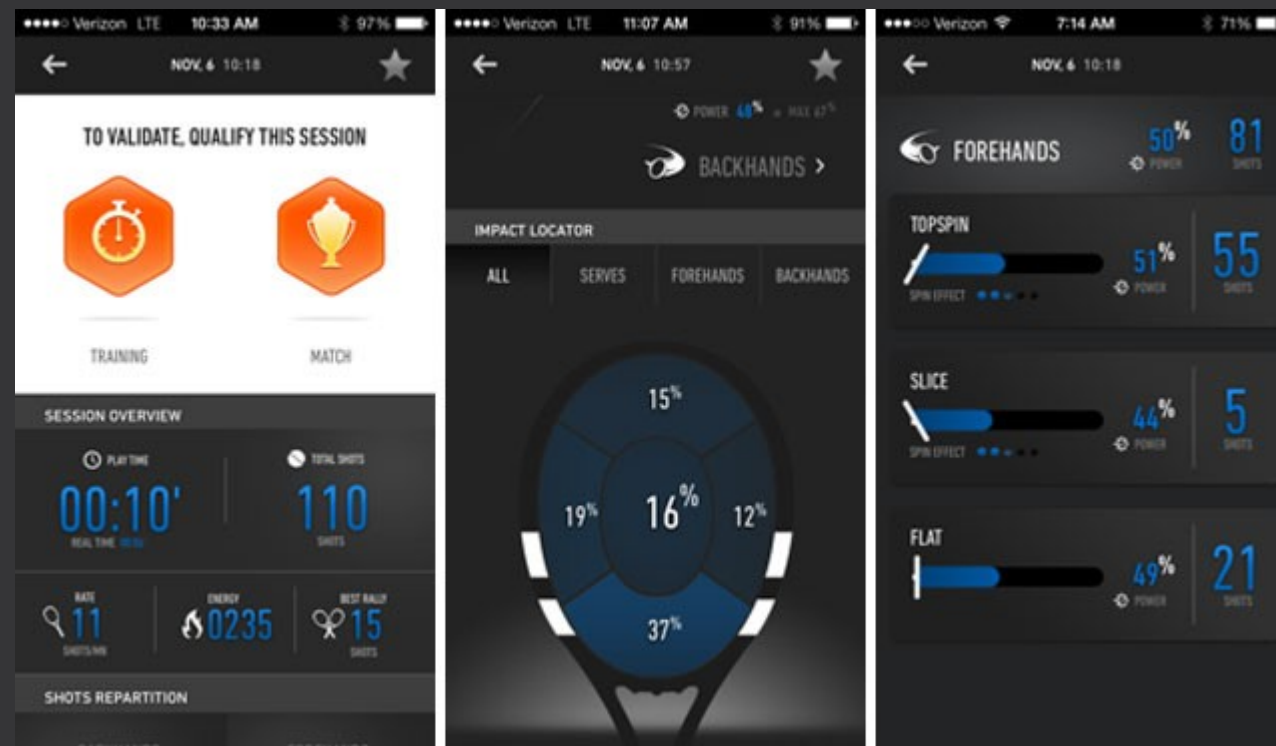 Verizon LTE 10:33 AM 97%
NOV, 6 10:18
TO VALIDATE, QUALIFY THIS SESSION
TRAINING MATCH
SESSION OVERVIEW
PLAY TIME TOTAL SHOTS
00:10' 110
REAL TIME SHOTS
RATE ENERGY BEST RALLY
11 0235 15
SHOTS/MN SHOTS
SHOTS REPARTITION
Verizon LTE 11:07 AM 91%
NOV, 6 10:57
POWER 48% MAX 67%
BACKHANDS >
IMPACT LOCATOR
ALL SERVES FOREHANDS BACKHANDS
15%
19% 16% 12%
37%
Verizon 7:14 AM 71%
NOV, 6 10:18
FOREHANDS 50% 81
POWER SHOTS
TOPSPIN
51% 55
SPIN EFFECT POWER SHOTS
SLICE
44% 5
SPIN EFFECT POWER SHOTS
FLAT
49% 21
POWER SHOTS